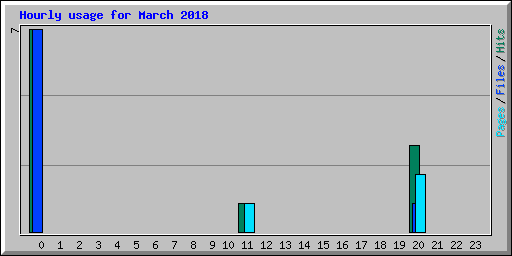 Hourly usage for March 2018
7
Pages/Files/Hits
0 1 2 3 4 5 6 7 8 9 10 11 12 13 14 15 16 17 18 19 20 21 22 23